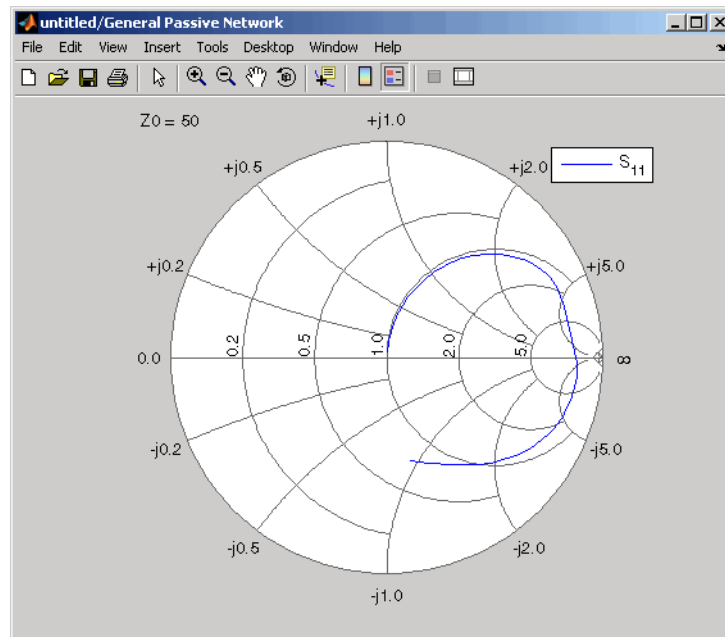 untitled/General Passive Network
File Edit View Insert Tools Desktop Window Help
Z0 = 50
+j1.0
+j0.5
+j2.0
S11
+j0.2
+j5.0
0.0
0.2
0.5
1.0
2.0
5.0
∞
-j0.2
-j5.0
-j0.5
-j2.0
-j1.0